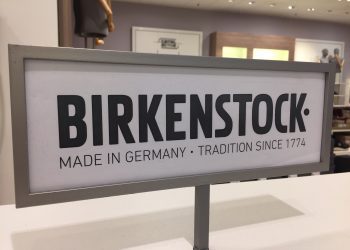 BIRKENSTOCK
MADE IN GERMANY • TRADITION SINCE 1774